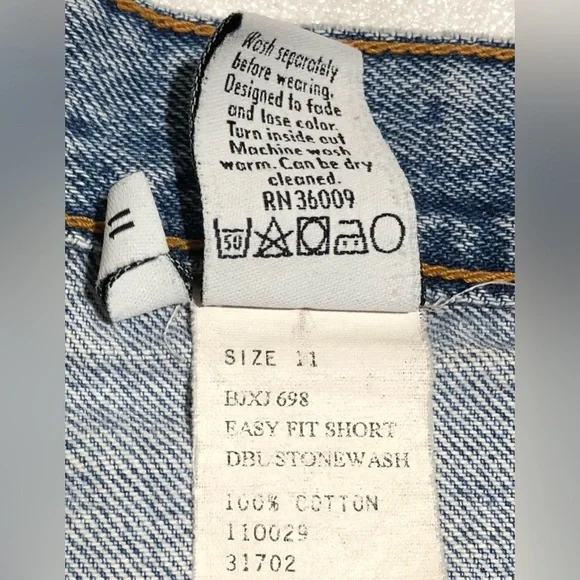 Wash separately
before wearing.
Designed to fade
and lose color.
Turn inside out
Machine wash
warm. Can be dry
cleaned.
RN 36009
50
11
SIZE 11
BJXJ 698
EASY FIT SHORT
DBL STONEWASH
100% COTTON
110029
31702